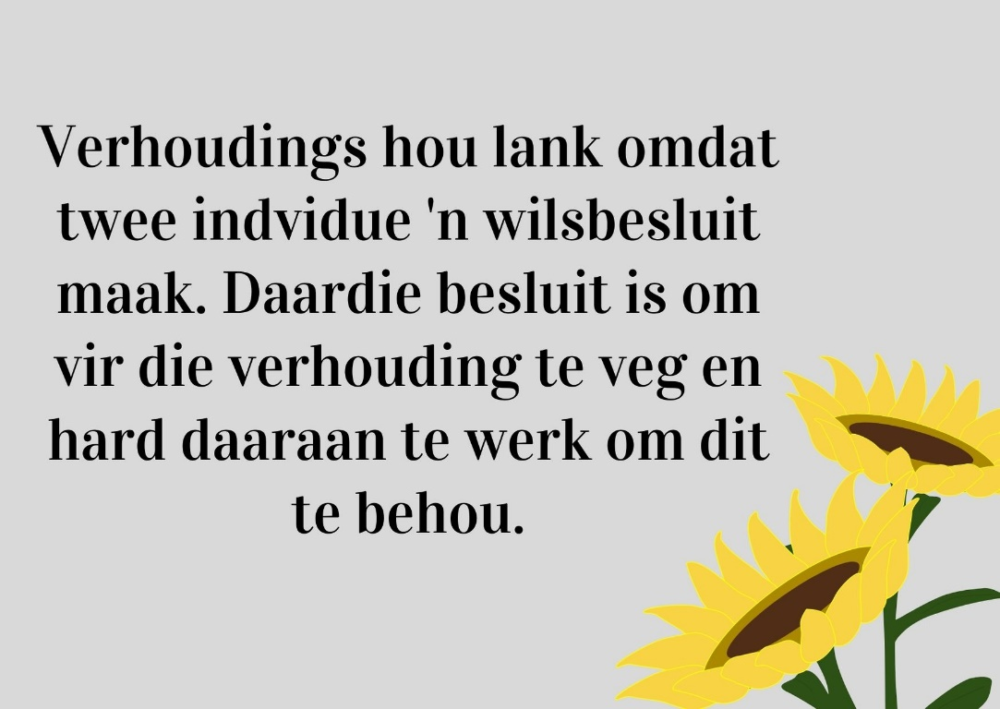 Verhoudings hou lank omdat
twee indvidue 'n wilsbesluit
maak. Daardie besluit is om
vir die verhouding te veg en
hard daaraan te werk om dit
te behou.